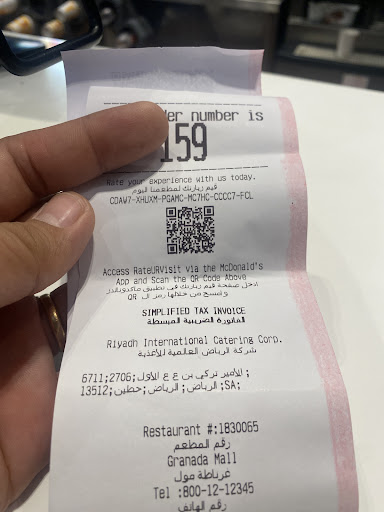 der number is
159
Rate your experience with us today.
قيم زيارتك لمطعمنا اليوم
CDAW7-XHUXM-PGAMC-MC7HC-CCCC7-FCL
Access RateURVisit via the McDonald's
App and Scan the QR Code Above
ادخل صفحة قيم زيارتك في تطبيق ماكدونالدز
وامسح من خلالها رمز ال QR
SIMPLIFIED TAX INVOICE
الفاتورة الضريبية المبسطة
Riyadh International Catering Corp.
شركة الرياض العالمية للأغذية
الأمير تركي بن ع ع الأول;2706;6711;
;SA;الرياض;الرياض;حطين;13512
Restaurant #:1830065
رقم المطعم
Granada Mall
غرناطة مول
Tel :800-12-12345
رقم الهاتف